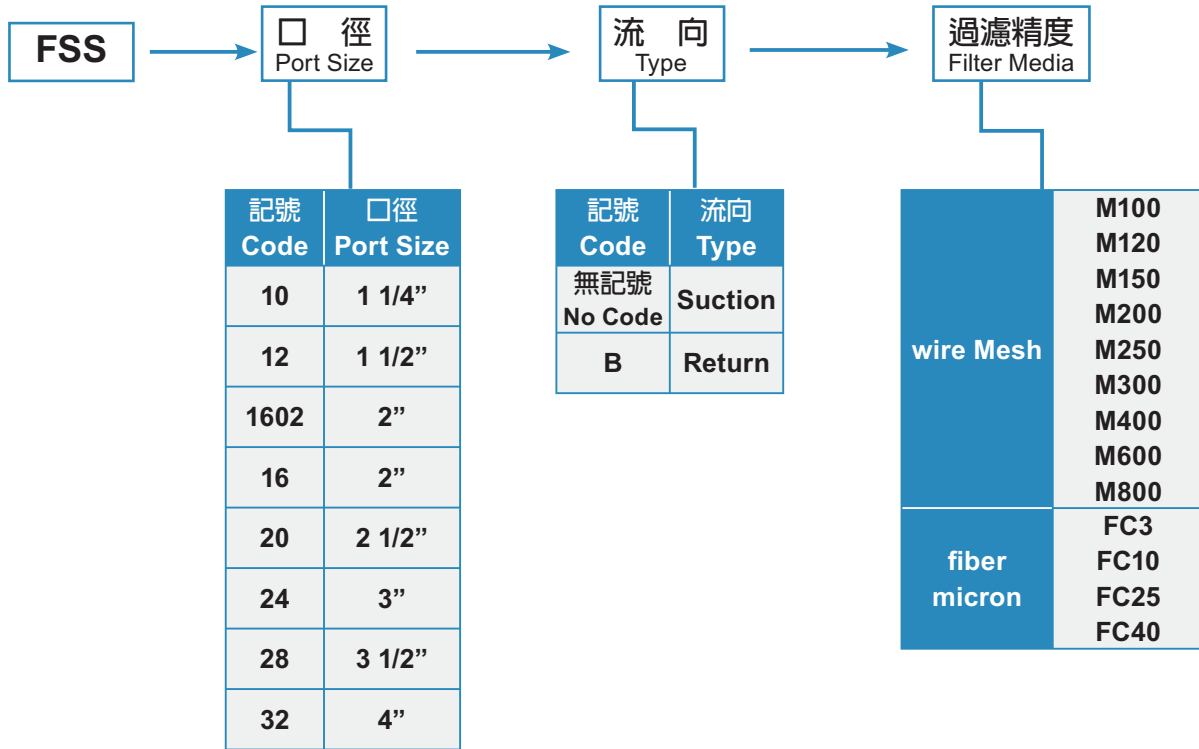 FSS
口 徑
Port Size
流 向
Type
過濾精度
Filter Media
記號 口徑
Code Port Size
10 1 1/4”
12 1 1/2”
1602 2”
16 2”
20 2 1/2”
24 3”
28 3 1/2”
32 4”
記號 流向
Code Type
無記號
No Code
Suction
B Return
wire Mesh
M100
M120
M150
M200
M250
M300
M400
M600
M800
fiber
micron
FC3
FC10
FC25
FC40